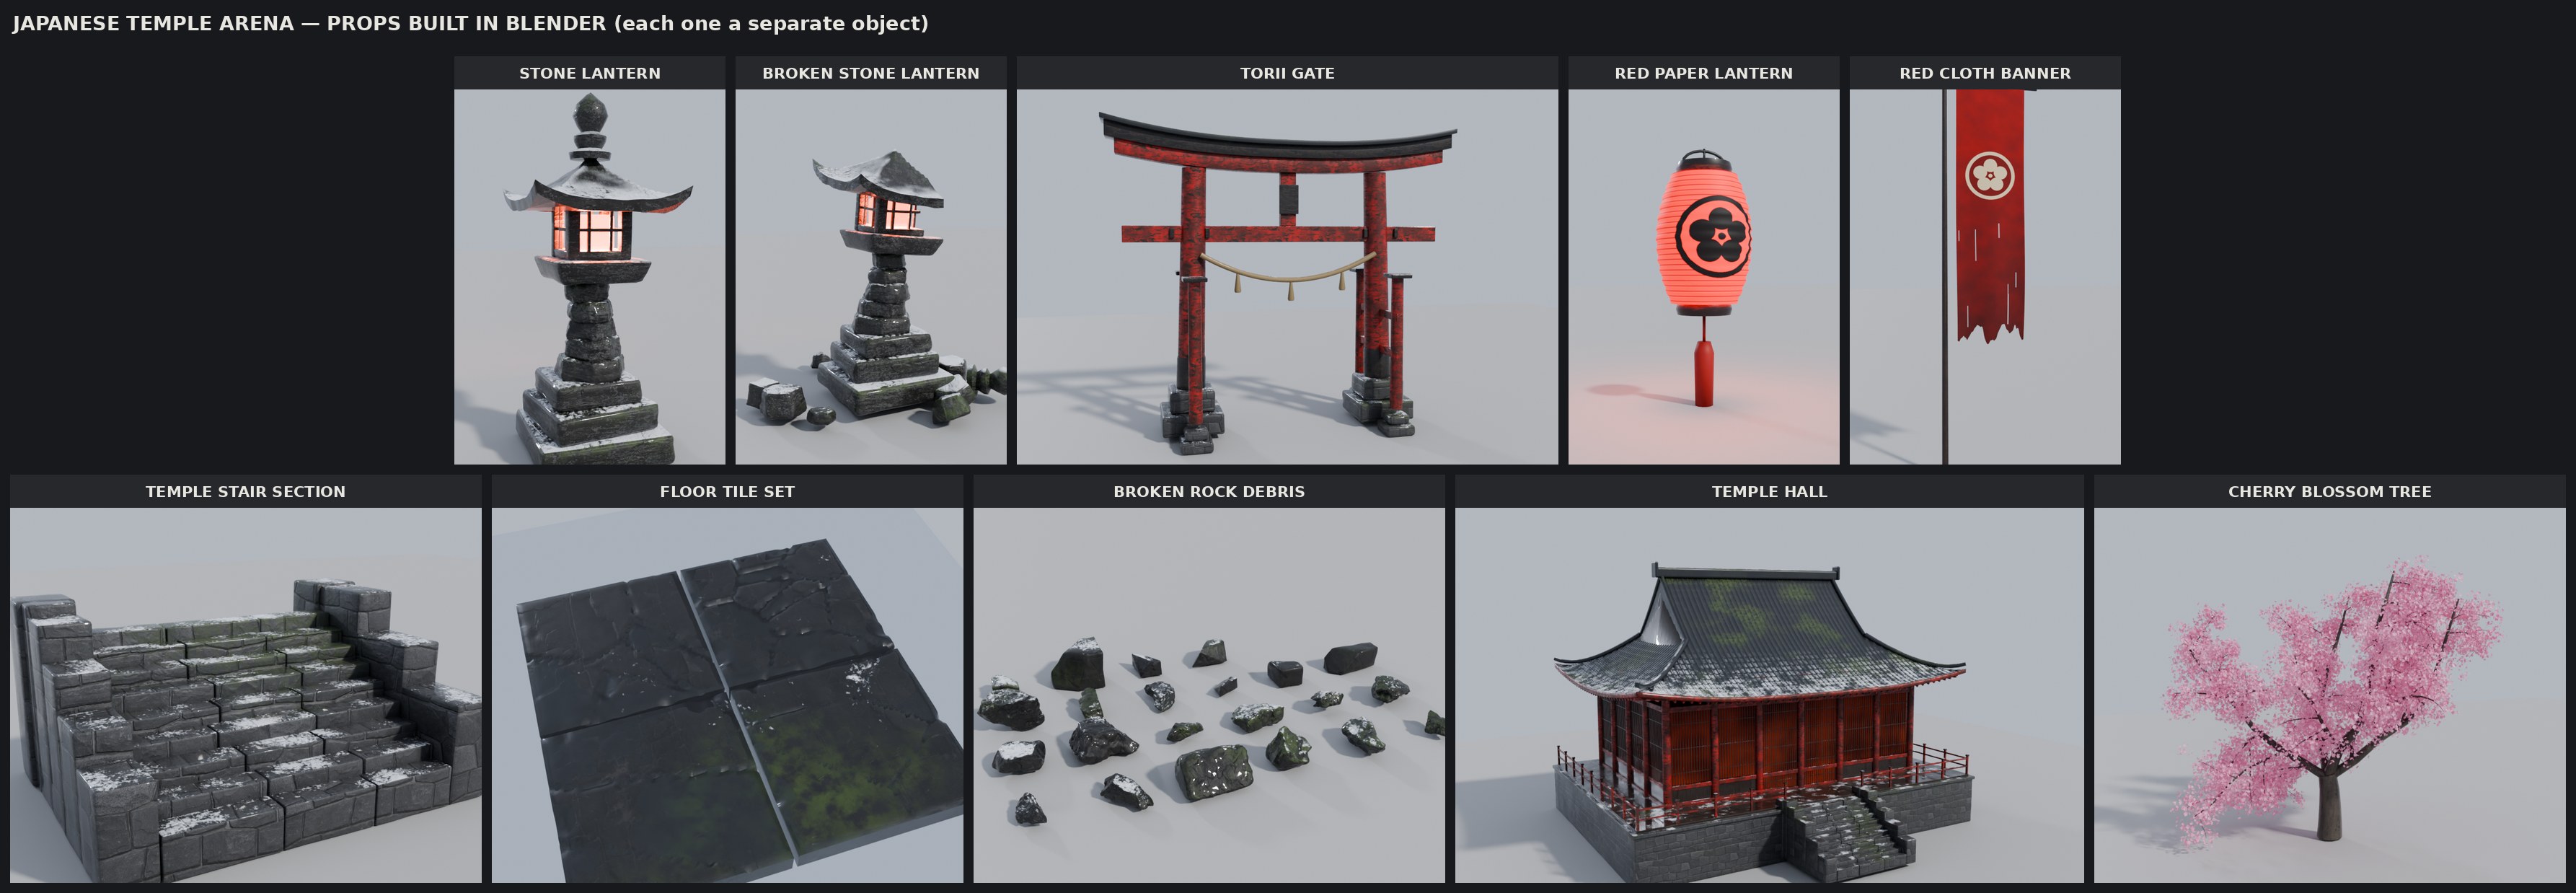 JAPANESE TEMPLE ARENA — PROPS BUILT IN BLENDER (each one a separate object)
STONE LANTERN
BROKEN STONE LANTERN
TORII GATE
RED PAPER LANTERN
RED CLOTH BANNER
TEMPLE STAIR SECTION
FLOOR TILE SET
BROKEN ROCK DEBRIS
TEMPLE HALL
CHERRY BLOSSOM TREE